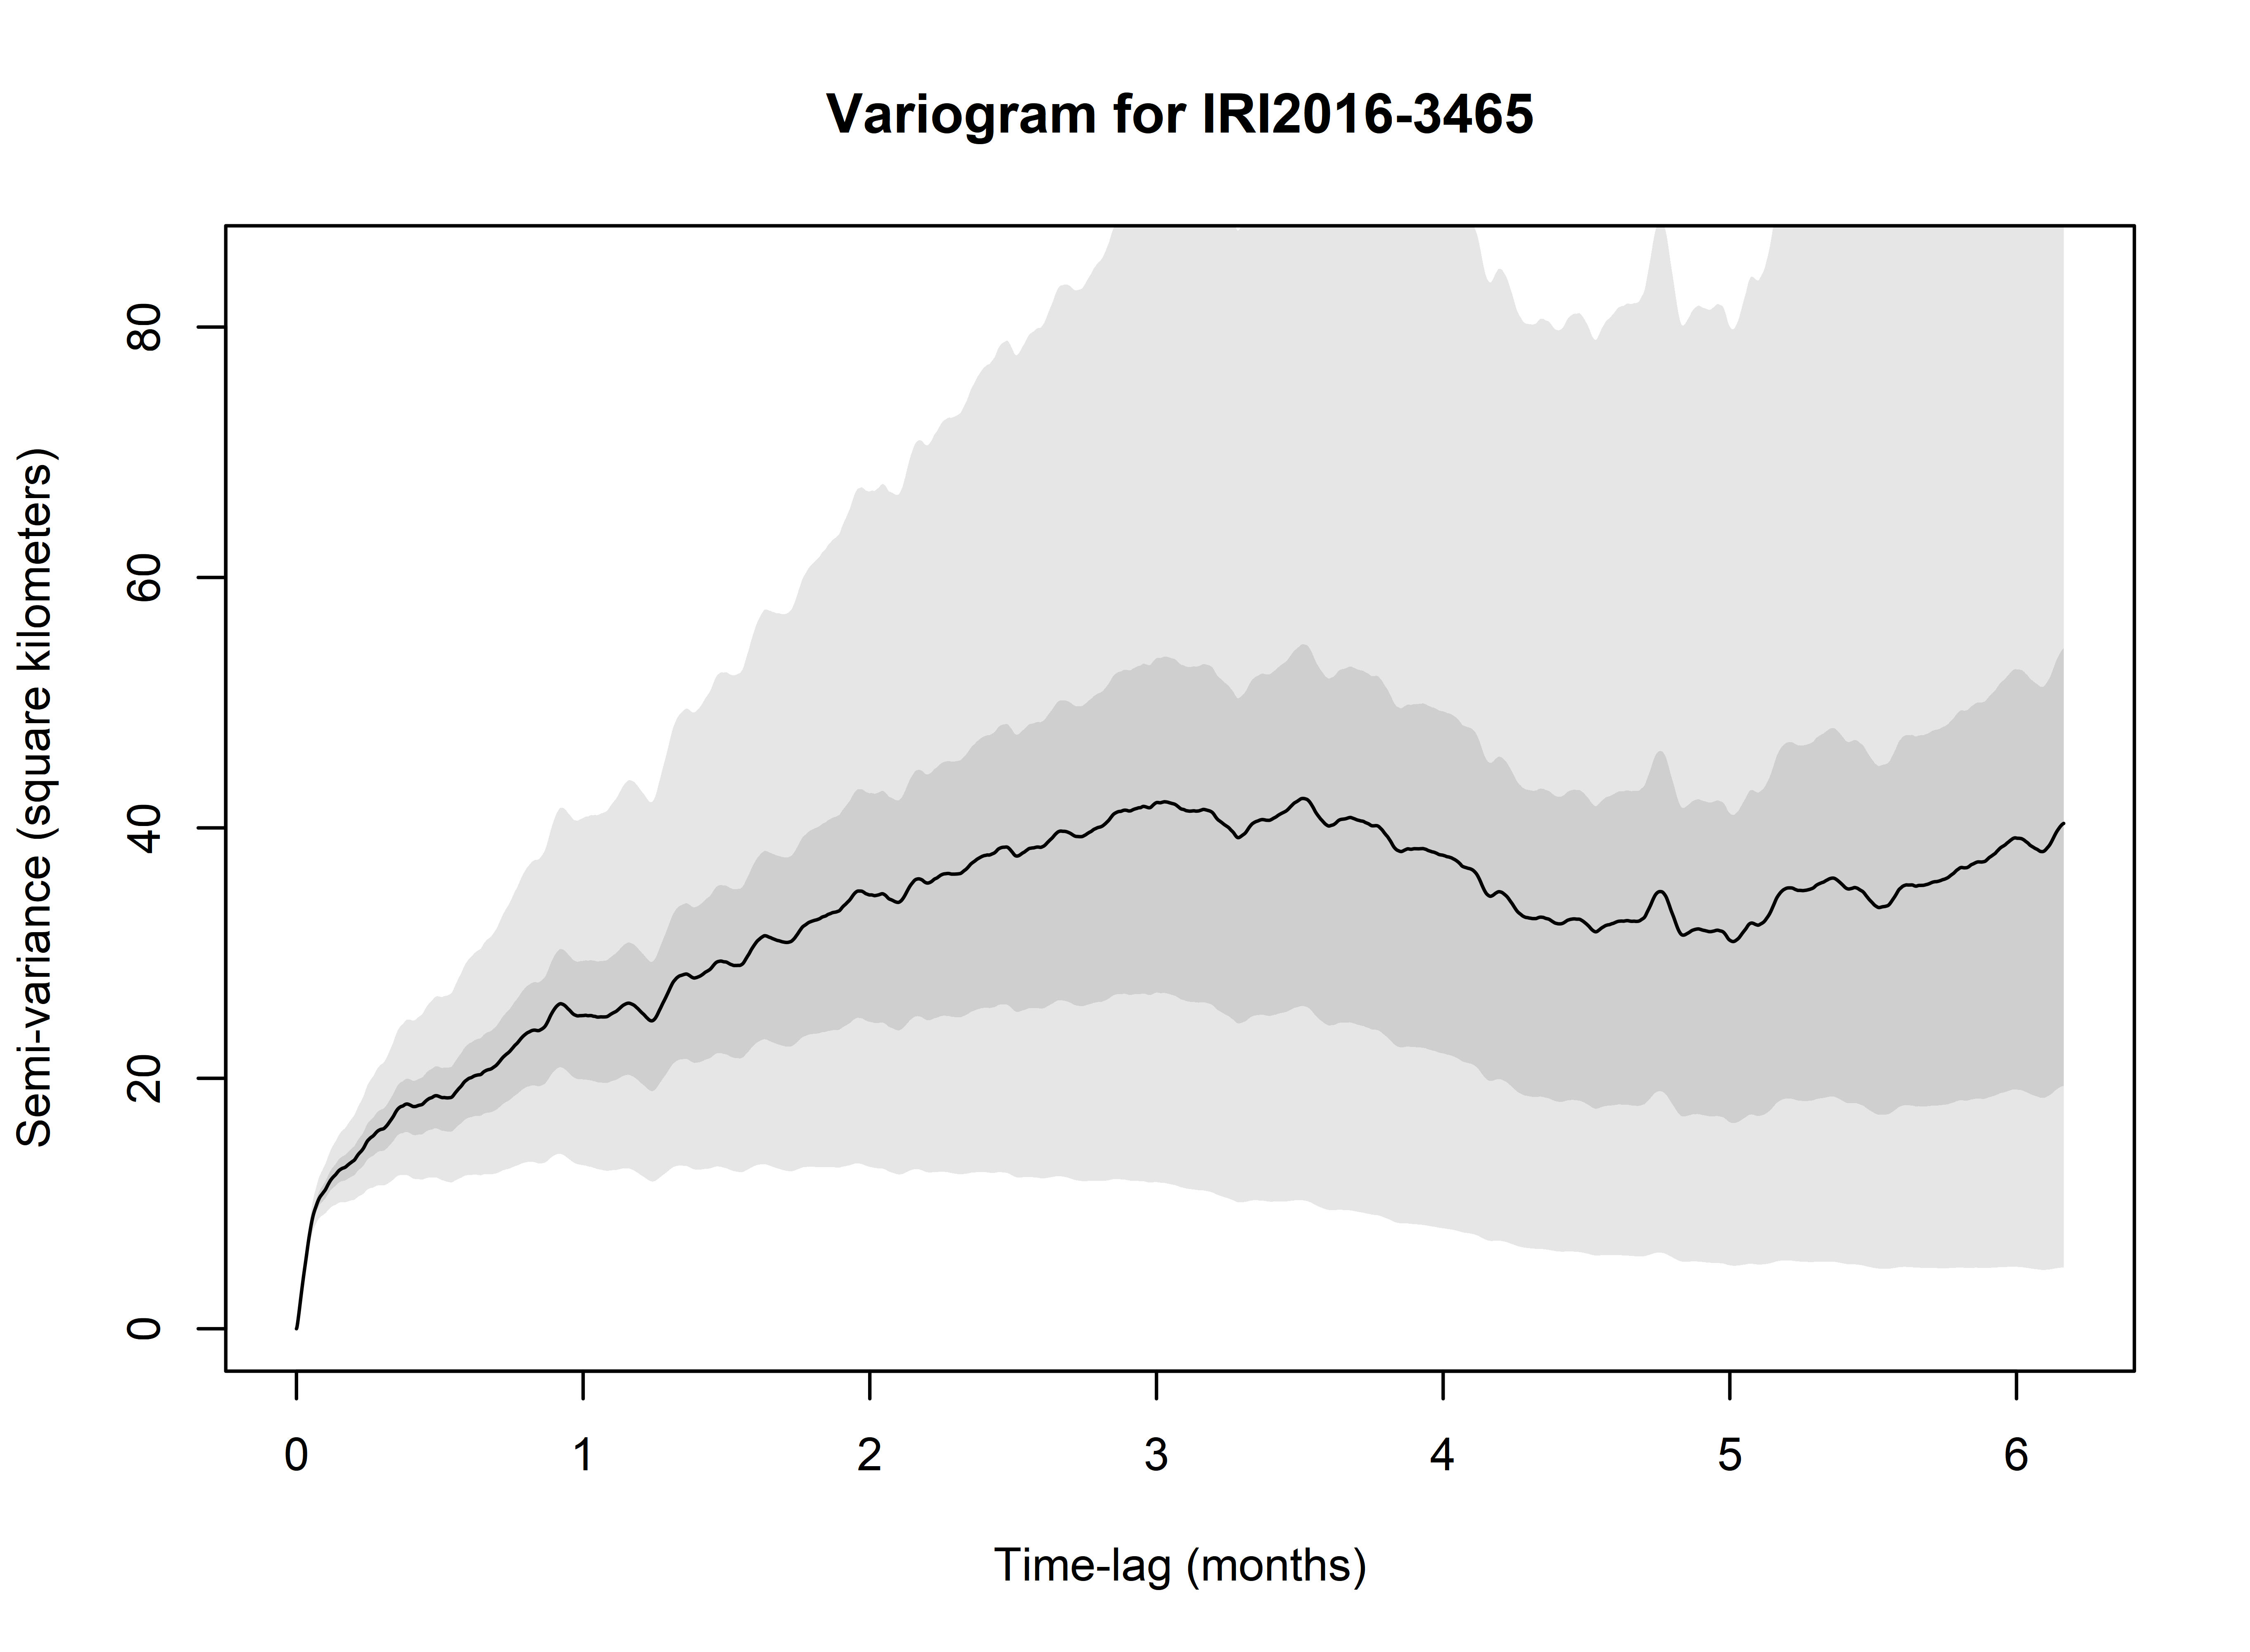 Variogram for IRI2016-3465
Semi-variance (square kilometers)
80
60
40
20
0
0 1 2 3 4 5 6
Time-lag (months)